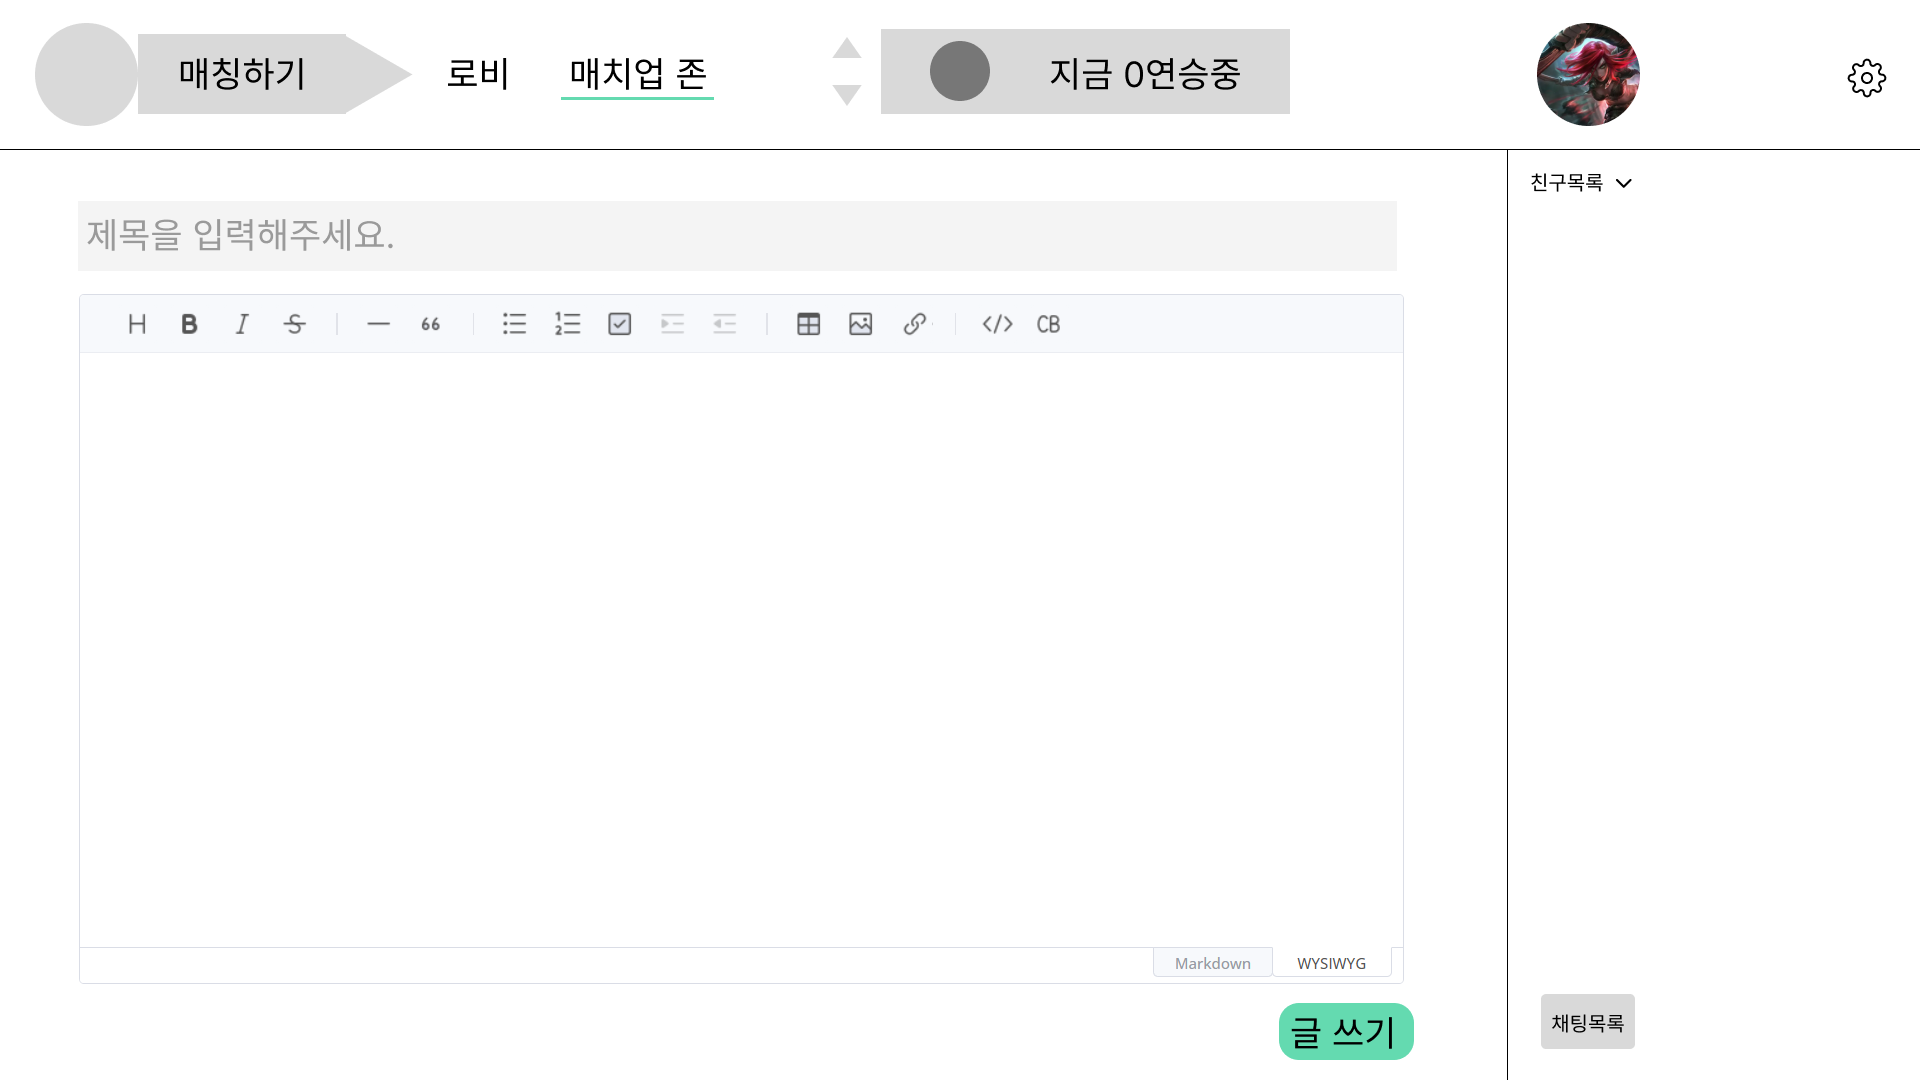 매칭하기
로비
매치업 존
지금 0연승중
친구목록
제목을 입력해주세요.
H B I S 66 CB
Markdown
WYSIWYG
글 쓰기
채팅목록